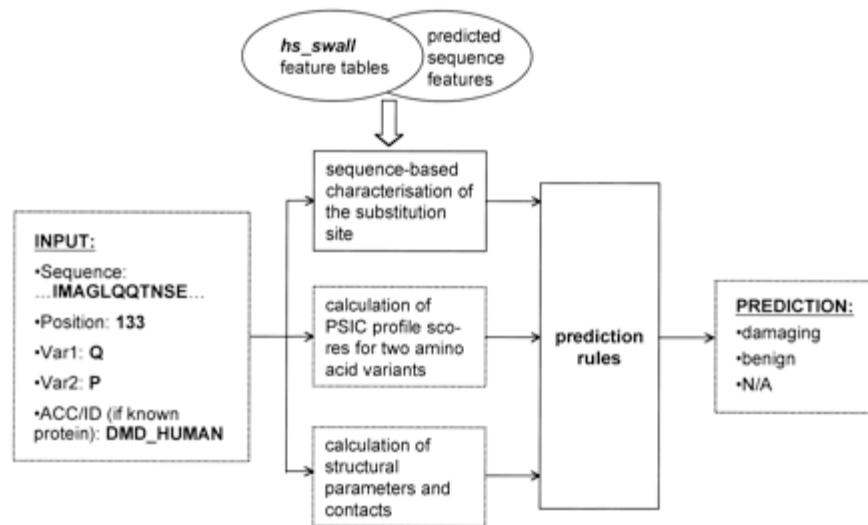 hs_swall
feature tables
predicted
sequence
features
sequence-based
characterisation of
the substitution
site
INPUT:
•Sequence:
...IMAGLQQTNSE...
•Position: 133
•Var1: Q
•Var2: P
•ACC/ID (if known
protein): DMD_HUMAN
calculation of
PSIC profile sco-
res for two amino
acid variants
calculation of
structural
parameters and
contacts
prediction
rules
PREDICTION:
•damaging
•benign
•N/A